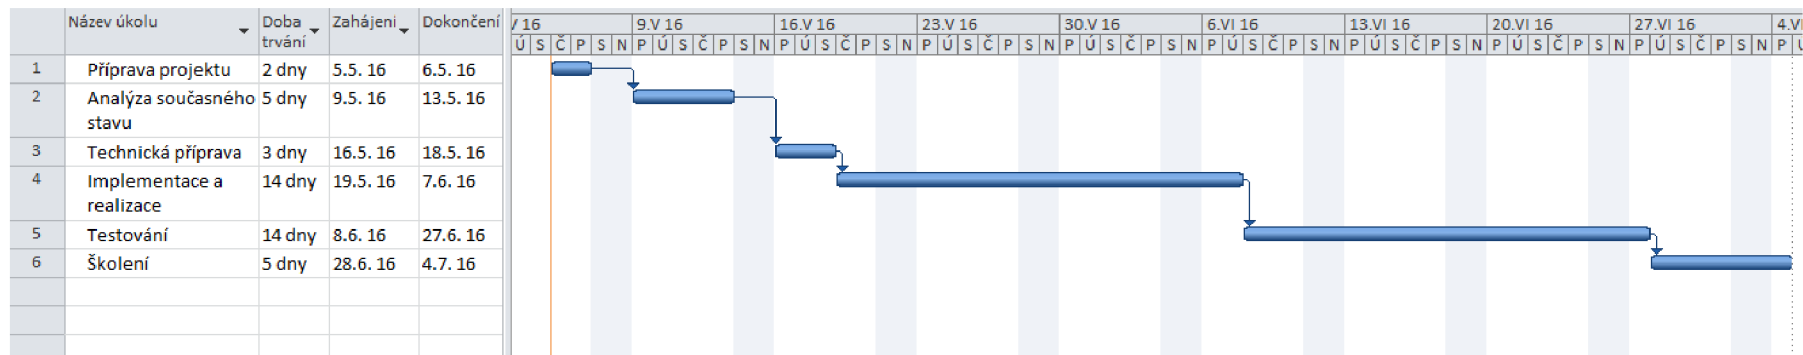 Název úkolu Doba trvání Zahájení Dokončení V 16 9.V 16 16.V 16 23.V 16 30.V 16 6.VI 16 13.VI 16 20.VI 16 27.VI 16 4.V
Ú S Č P S N P Ú S Č P S N P Ú S Č P S N P Ú S Č P S N P Ú S Č P S N P Ú S Č P S N P Ú S Č P S N P Ú S Č P S N P Ú S Č P S N P
1 Příprava projektu 2 dny 5.5. 16 6.5. 16
2 Analýza současného stavu 5 dny 9.5. 16 13.5. 16
3 Technická příprava 3 dny 16.5. 16 18.5. 16
4 Implementace a realizace 14 dny 19.5. 16 7.6. 16
5 Testování 14 dny 8.6. 16 27.6. 16
6 Školení 5 dny 28.6. 16 4.7. 16